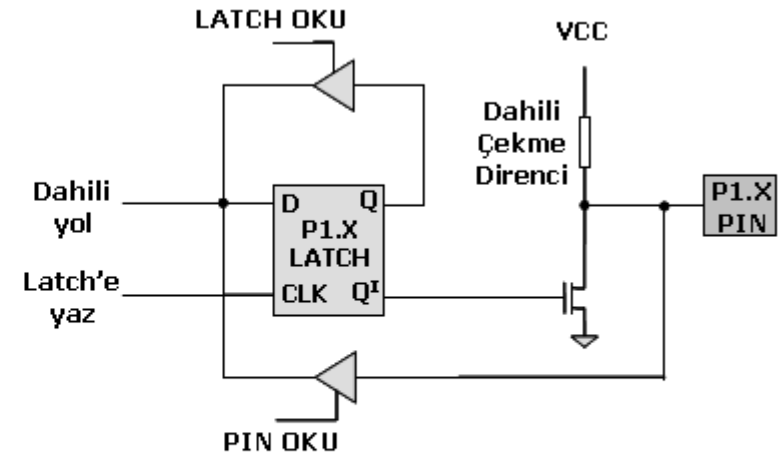 LATCH OKU
VCC
Dahili
Çekme
Direnci
Dahili
yol
D Q
P1.X
LATCH
CLK Qᴵ
P1.X
PIN
Latch'e
yaz
PIN OKU